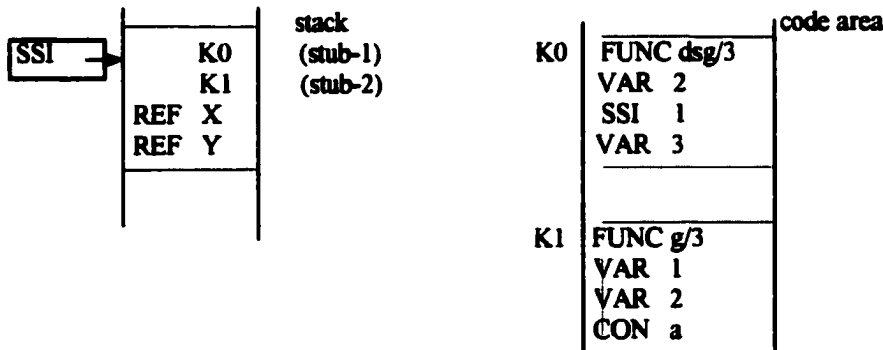 stack
SSI
K0 (stub-1)
K1 (stub-2)
REF X
REF Y
code area
K0 FUNC dsg/3
VAR 2
SSI 1
VAR 3
K1 FUNC g/3
VAR 1
VAR 2
CON a